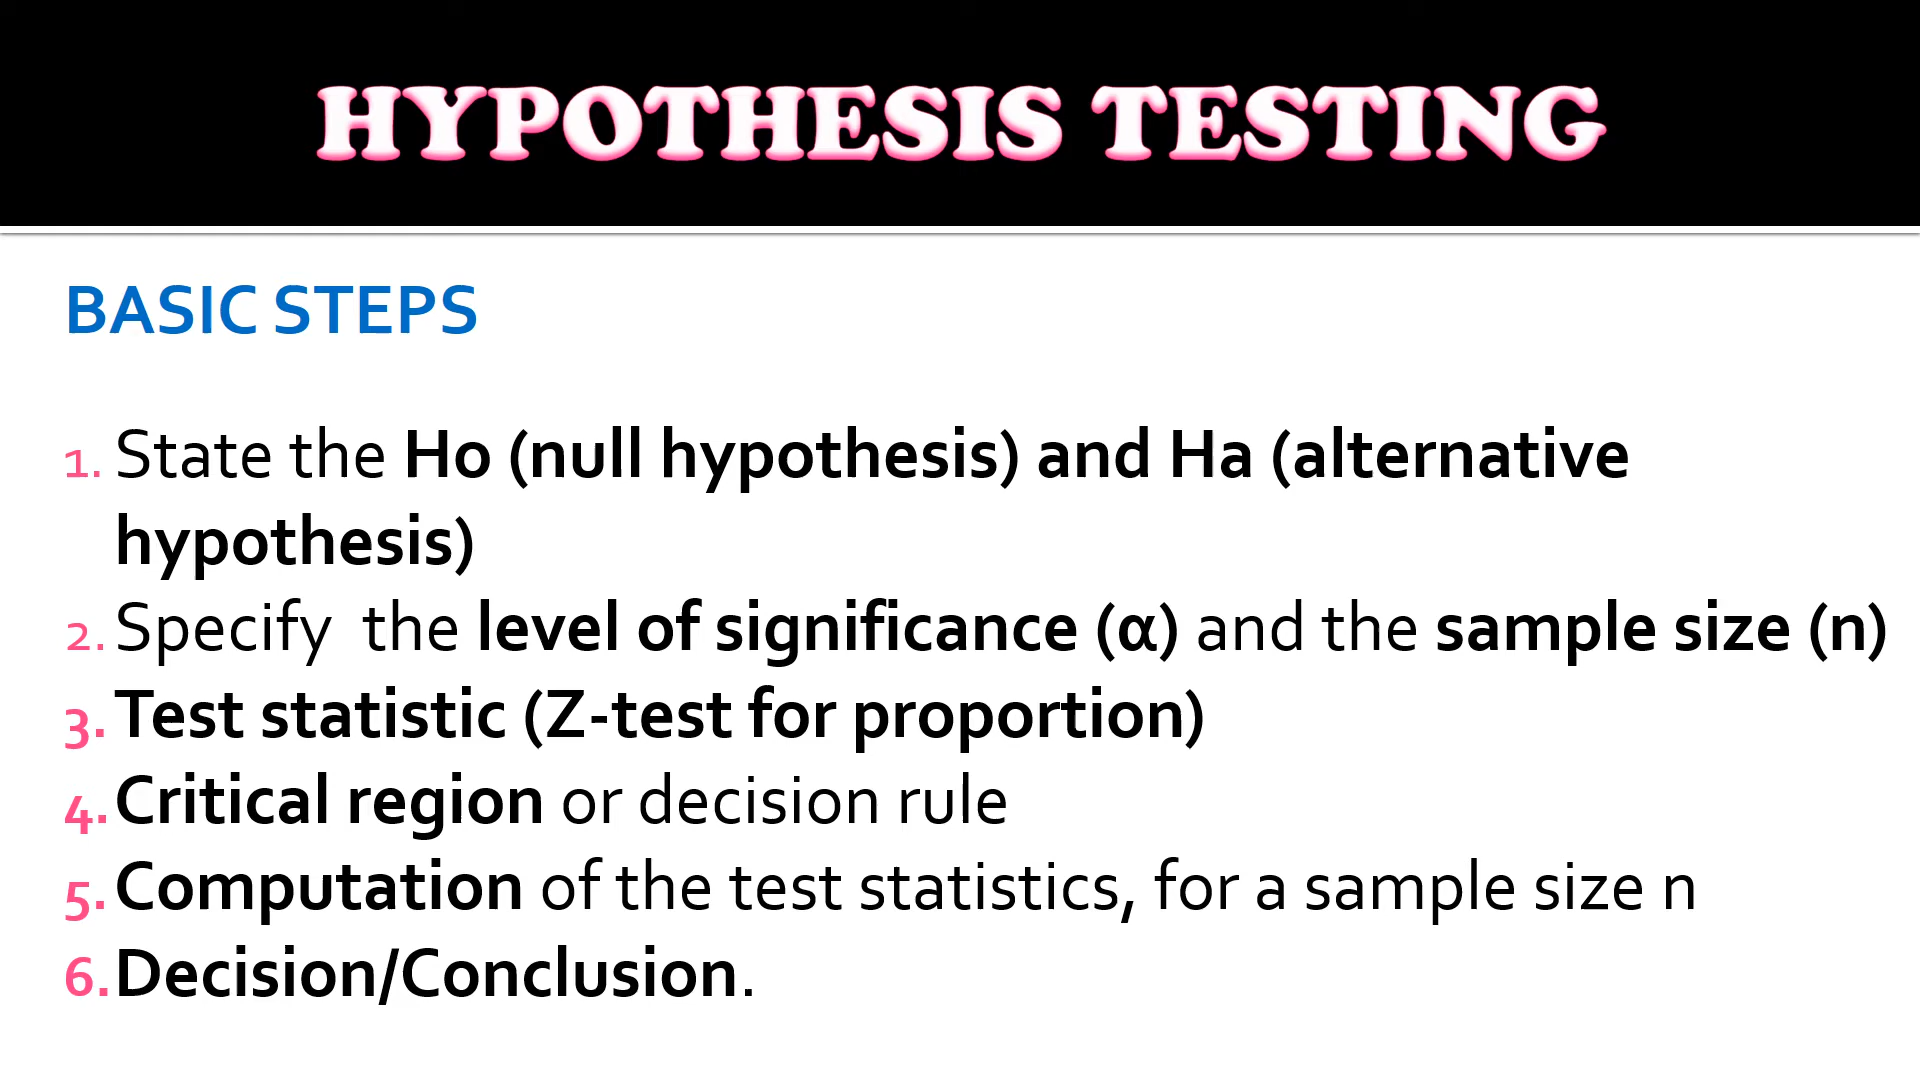 HYPOTHESIS TESTING
BASIC STEPS
1. State the Ho (null hypothesis) and Ha (alternative
hypothesis)
2. Specify the level of significance (α) and the sample size (n)
3. Test statistic (Z-test for proportion)
4. Critical region or decision rule
5. Computation of the test statistics, for a sample size n
6. Decision/Conclusion.